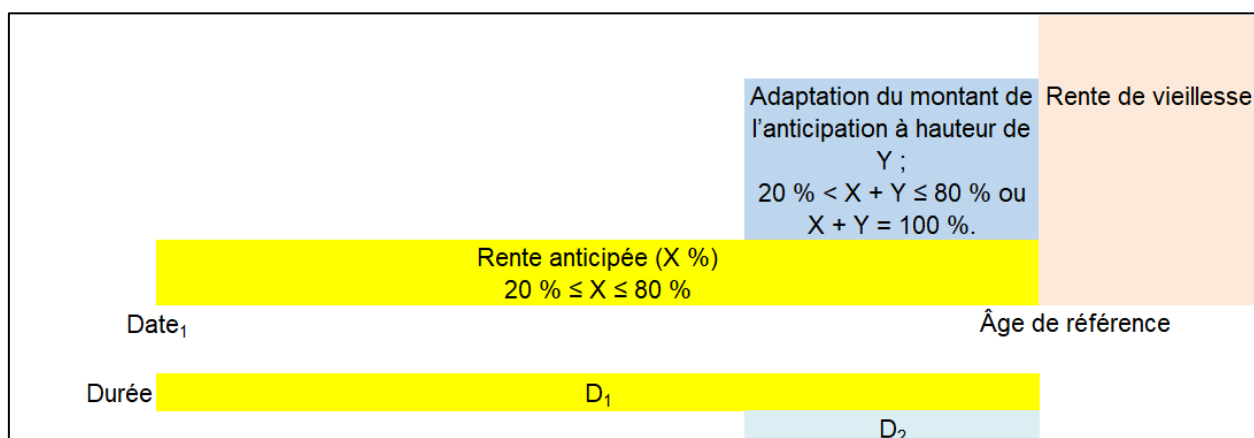 Adaptation du montant de
l’anticipation à hauteur de
Y ;
20 % < X + Y ≤ 80 % ou
X + Y = 100 %.
Rente de vieillesse
Rente anticipée (X %)
20 % ≤ X ≤ 80 %
Date₁
Âge de référence
Durée
D₁
D₂